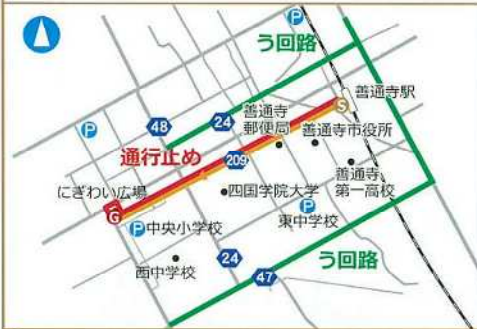 P
う回路
善通寺駅
S
48
24
善通寺
郵便局
善通寺市役所
P
通行止め
209
善通寺
第一高校
にぎわい広場
四国学院大学
G
P中央小学校
P
東中学校
西中学校
24
47
う回路